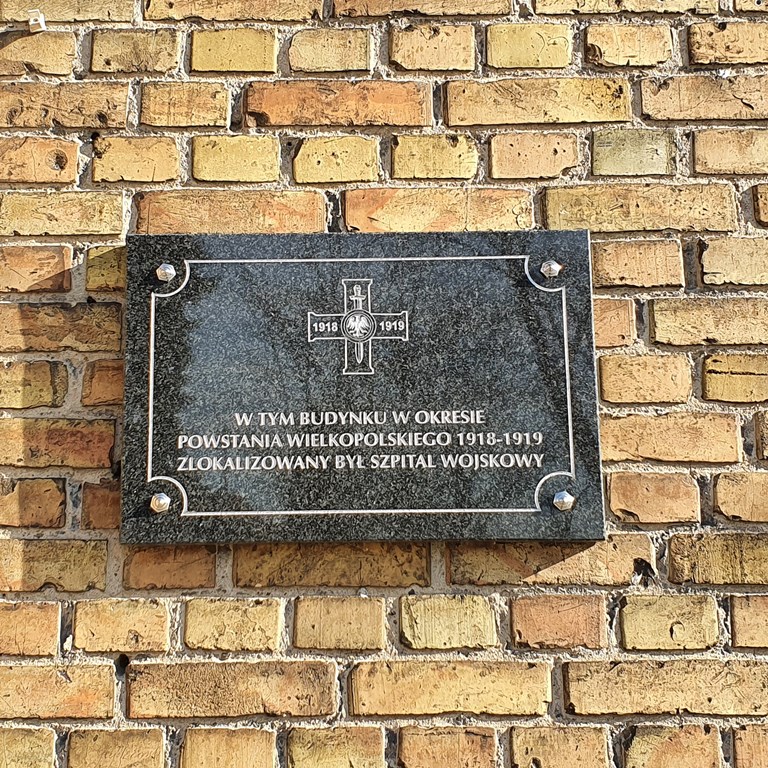 1918 1919
W TYM BUDYNKU W OKRESIE
POWSTANIA WIELKOPOLSKIEGO 1918-1919
ZLOKALIZOWANY BYŁ SZPITAL WOJSKOWY